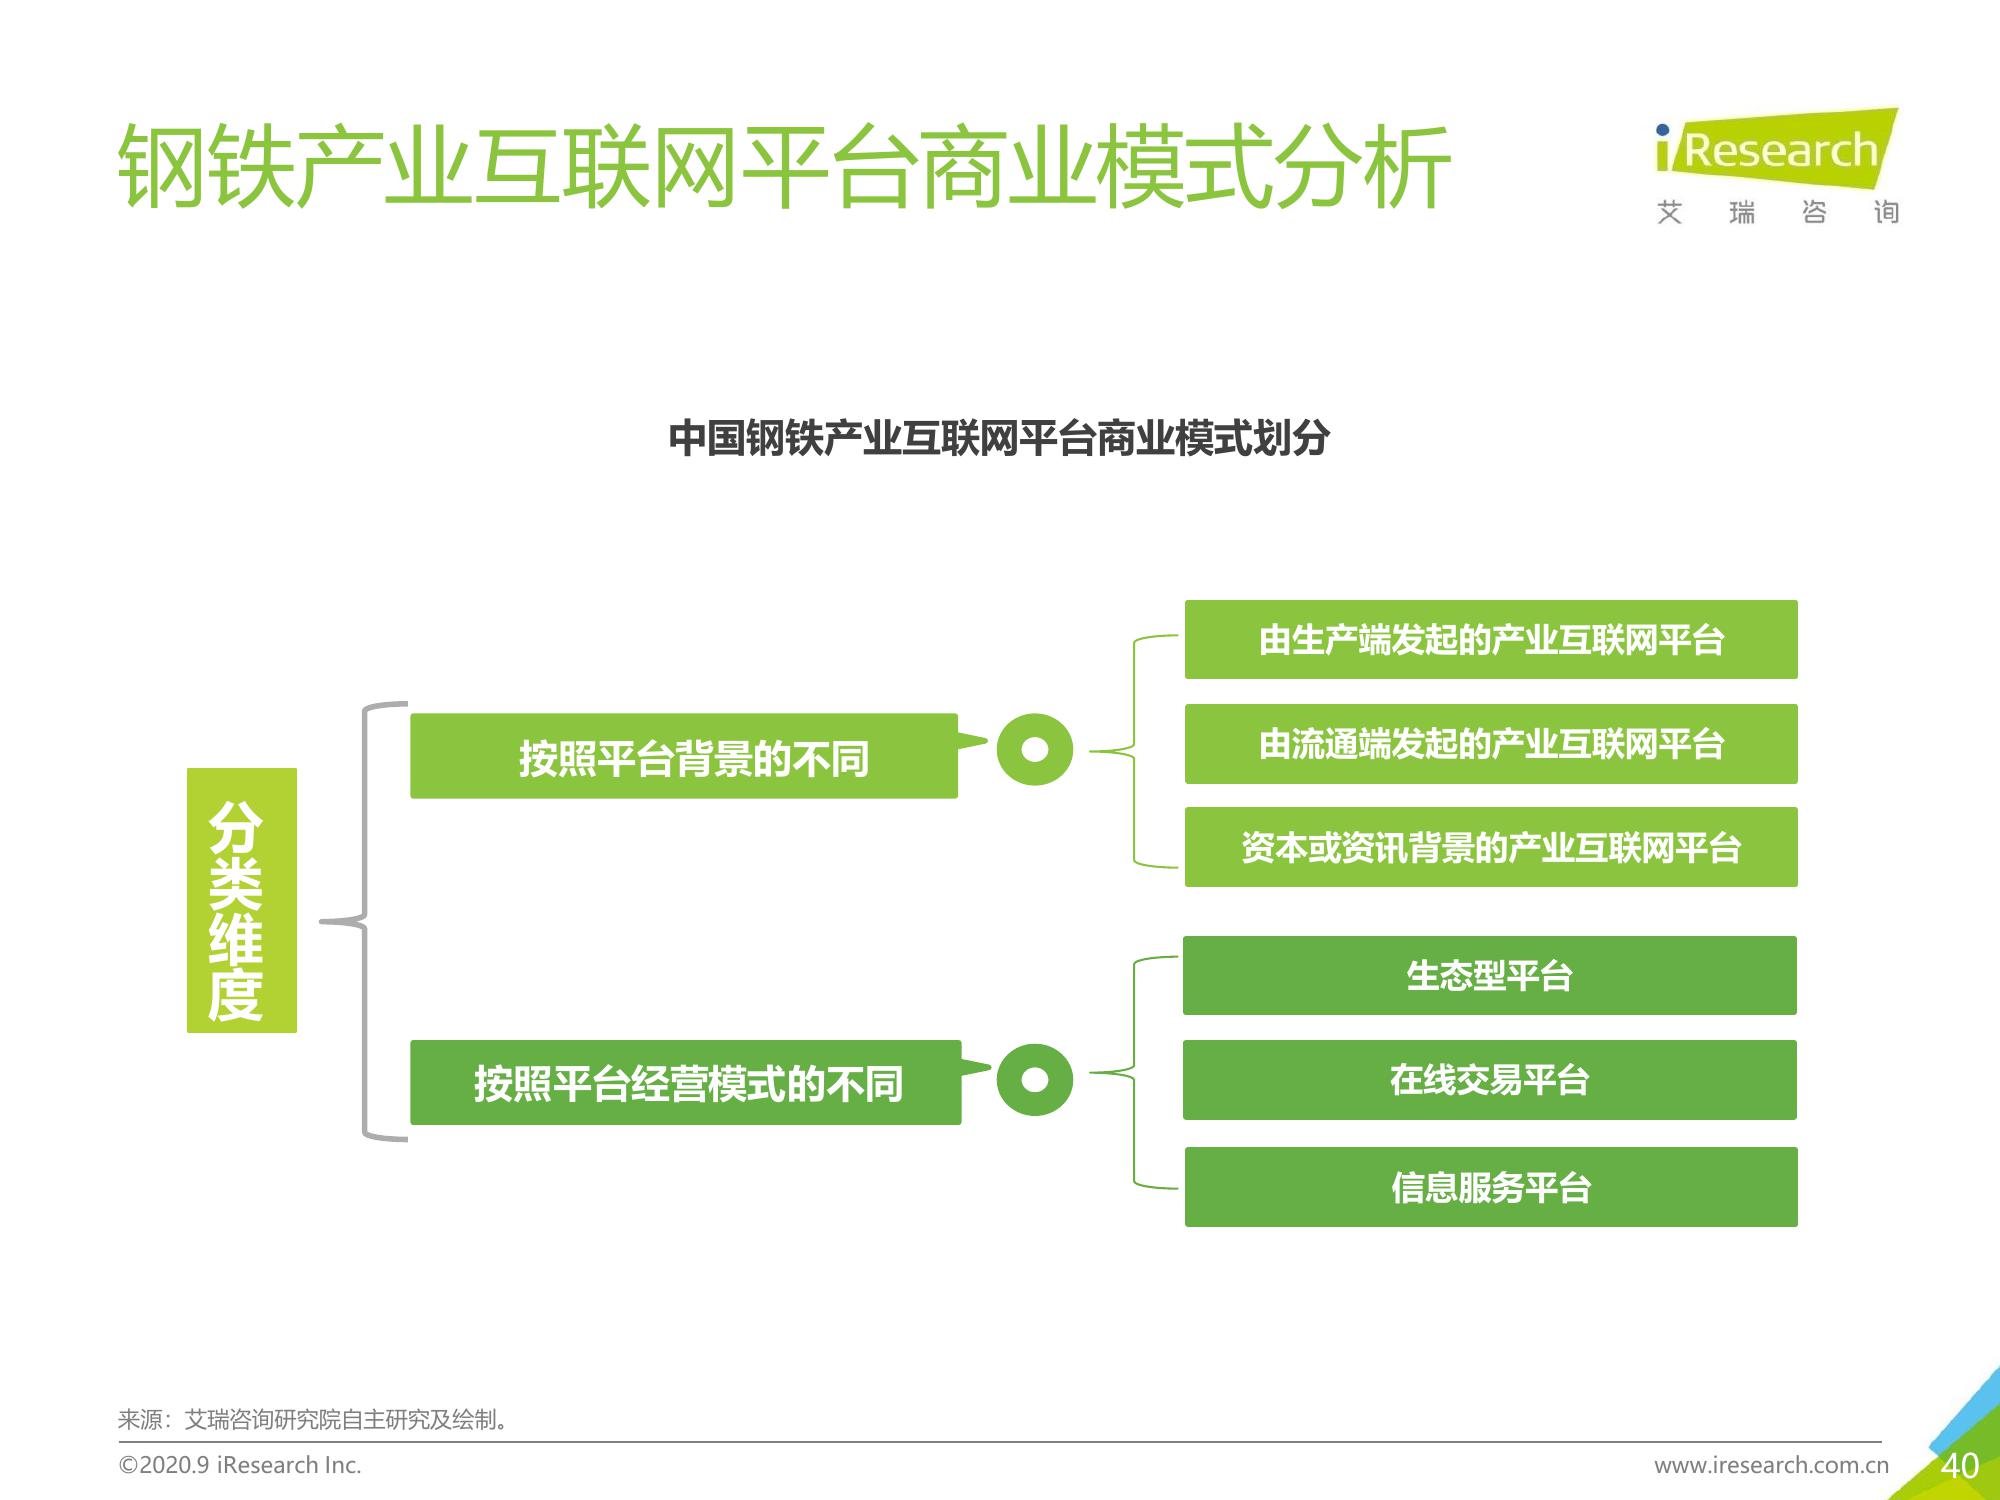 钢铁产业互联网平台商业模式分析
iResearch
艾瑞咨询
中国钢铁产业互联网平台商业模式划分
分类维度
按照平台背景的不同
由生产端发起的产业互联网平台
由流通端发起的产业互联网平台
资本或资讯背景的产业互联网平台
按照平台经营模式的不同
生态型平台
在线交易平台
信息服务平台
来源：艾瑞咨询研究院自主研究及绘制。
©2020.9 iResearch Inc.
www.iresearch.com.cn
40